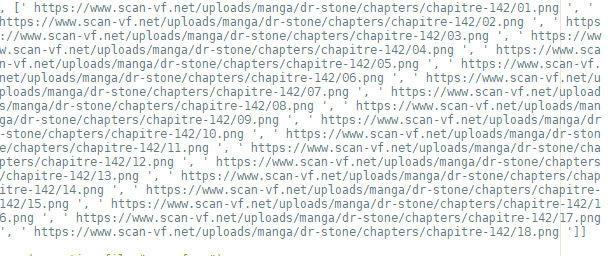 , [' https://www.scan-vf.net/uploads/manga/dr-stone/chapters/chapitre-142/01.png ', '
https://www.scan-vf.net/uploads/manga/dr-stone/chapters/chapitre-142/02.png ', ' https
ttps://www.scan-vf.net/uploads/manga/dr-stone/chapters/chapitre-142/03.png ', ' https://ww
www.scan-vf.net/uploads/manga/dr-stone/chapters/chapitre-142/04.png ', ' https://www.sca
scan-vf.net/uploads/manga/dr-stone/chapters/chapitre-142/05.png ', ' https://www.scan-vf.
net/uploads/manga/dr-stone/chapters/chapitre-142/06.png ', ' https://www.scan-vf.net/u
ploads/manga/dr-stone/chapters/chapitre-142/07.png ', ' https://www.scan-vf.net/upload
s/manga/dr-stone/chapters/chapitre-142/08.png ', ' https://www.scan-vf.net/uploads/man
ga/dr-stone/chapters/chapitre-142/09.png ', ' https://www.scan-vf.net/uploads/manga/dr
-stone/chapters/chapitre-142/10.png ', ' https://www.scan-vf.net/uploads/manga/dr-ston
e/chapters/chapitre-142/11.png ', ' https://www.scan-vf.net/uploads/manga/dr-stone/cha
pters/chapitre-142/12.png ', ' https://www.scan-vf.net/uploads/manga/dr-stone/chapters
/chapitre-142/13.png ', ' https://www.scan-vf.net/uploads/manga/dr-stone/chapters/chap
itre-142/14.png ', ' https://www.scan-vf.net/uploads/manga/dr-stone/chapters/chapitre-
142/15.png ', ' https://www.scan-vf.net/uploads/manga/dr-stone/chapters/chapitre-142/1
6.png ', ' https://www.scan-vf.net/uploads/manga/dr-stone/chapters/chapitre-142/17.png
', ' https://www.scan-vf.net/uploads/manga/dr-stone/chapters/chapitre-142/18.png ']]